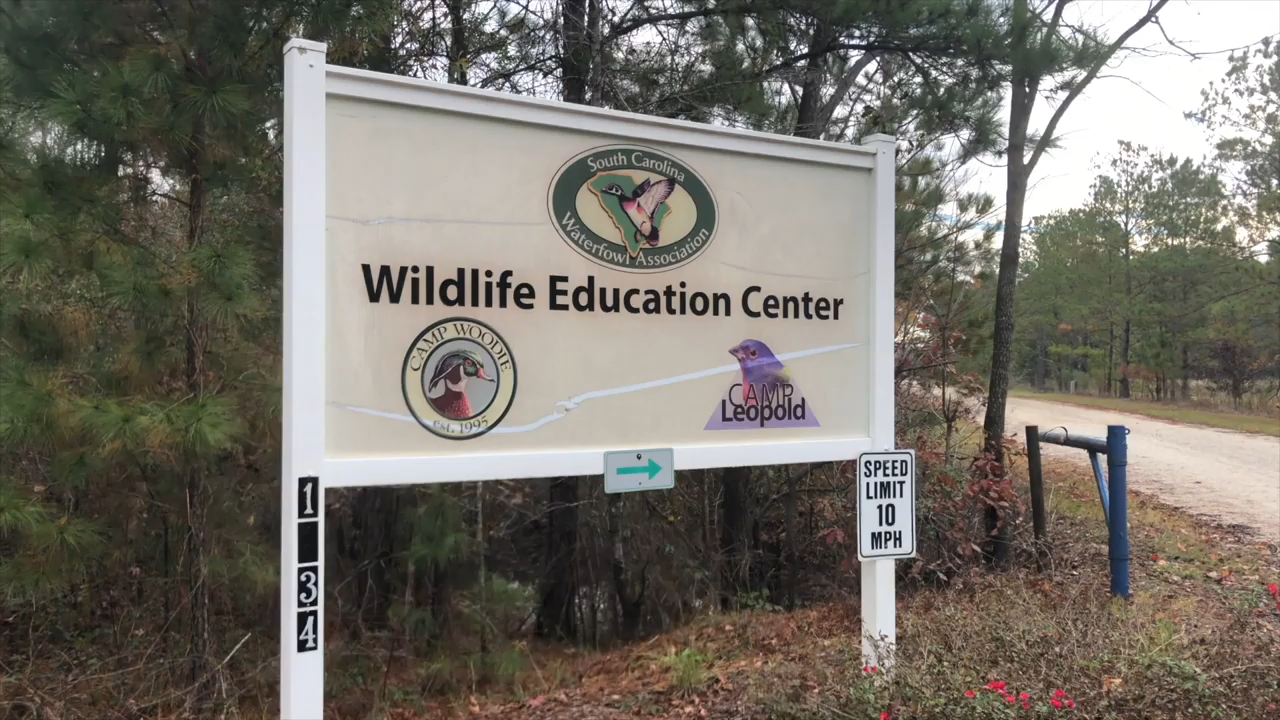 South Carolina
Waterfowl Association
Wildlife Education Center
CAMP WOODIE
est. 1995
CAMP
Leopold
SPEED
LIMIT
10
MPH
1
3
4